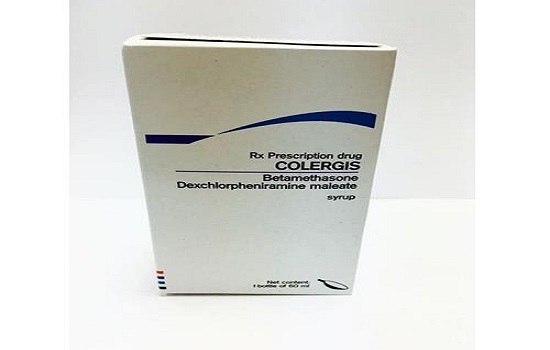 Rx Prescription drug
COLERGIS
Betamethasone
Dexchlorpheniramine maleate
syrup
Net content:
1 bottle of 60 ml